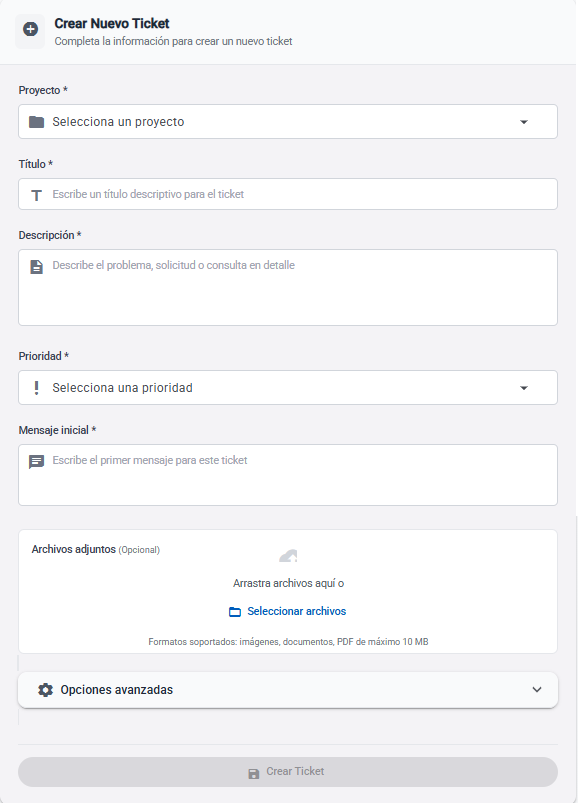 Crear Nuevo Ticket
Completa la información para crear un nuevo ticket
Proyecto *
Selecciona un proyecto
Título *
Escribe un título descriptivo para el ticket
Descripción *
Describe el problema, solicitud o consulta en detalle
Prioridad *
Selecciona una prioridad
Mensaje inicial *
Escribe el primer mensaje para este ticket
Archivos adjuntos (Opcional)
Arrastra archivos aquí o
Seleccionar archivos
Formatos soportados: imágenes, documentos, PDF de máximo 10 MB
Opciones avanzadas
Crear Ticket